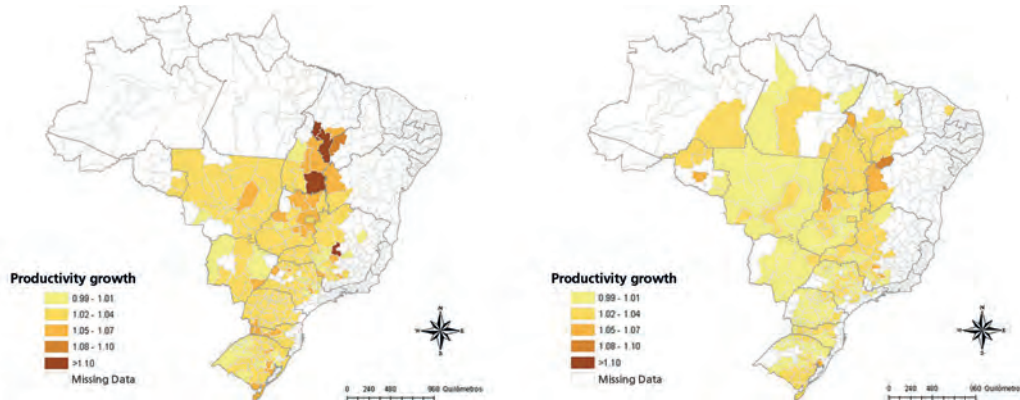 Productivity growth
0.99 - 1.01
1.02 - 1.04
1.05 - 1.07
1.08 - 1.10
>1.10
Missing Data
N
W E
S
0 240 480 960 Quilômetros
Productivity growth
0.99 - 1.01
1.02 - 1.04
1.05 - 1.07
1.08 - 1.10
>1.10
Missing Data
N
W E
S
0 240 480 960 Quilômetros